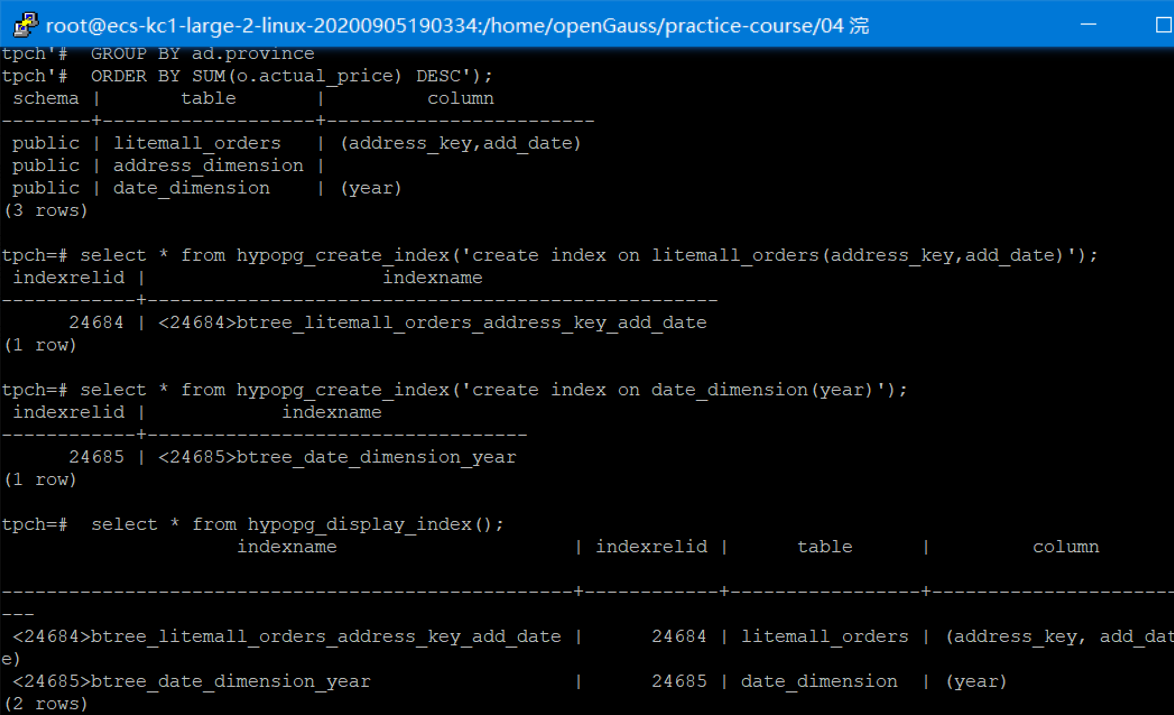 root@ecs-kc1-large-2-linux-20200905190334:/home/openGauss/practice-course/04 浣
tpch'#  GROUP BY ad.province
tpch'#  ORDER BY SUM(o.actual_price) DESC');
 schema |       table       |         column
--------+-------------------+------------------------
 public | litemall_orders   | (address_key,add_date)
 public | address_dimension |
 public | date_dimension    | (year)
(3 rows)
tpch=# select * from hypopg_create_index('create index on litemall_orders(address_key,add_date)');
 indexrelid |                     indexname
------------+---------------------------------------------------
      24684 | <24684>btree_litemall_orders_address_key_add_date
(1 row)
tpch=# select * from hypopg_create_index('create index on date_dimension(year)');
 indexrelid |            indexname
------------+----------------------------------
      24685 | <24685>btree_date_dimension_year
(1 row)
tpch=#  select * from hypopg_display_index();
                     indexname                     | indexrelid |      table      |         column
---------------------------------------------------+------------+-----------------+----------------------
---
 <24684>btree_litemall_orders_address_key_add_date |      24684 | litemall_orders | (address_key, add_dat
e)
 <24685>btree_date_dimension_year                  |      24685 | date_dimension  | (year)
(2 rows)